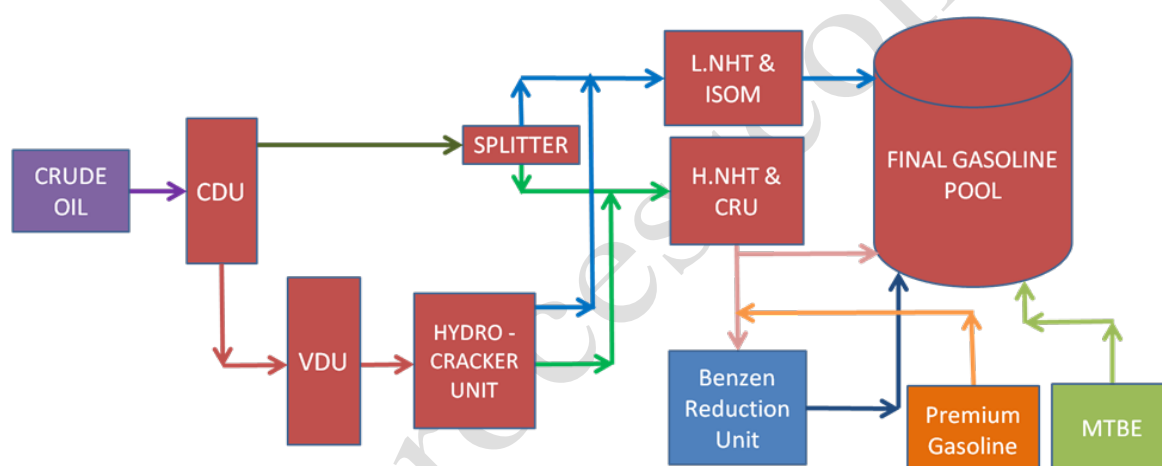 CRUDE
OIL
CDU
VDU
HYDRO -
CRACKER
UNIT
SPLITTER
L.NHT &
ISOM
H.NHT &
CRU
FINAL GASOLINE
POOL
Benzen
Reduction
Unit
Premium
Gasoline
MTBE